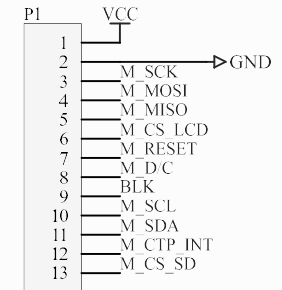 P1
VCC
1
2 GND
3 M_SCK
4 M_MOSI
5 M_MISO
6 M_CS_LCD
7 M_RESET
8 M_D/C
9 BLK
10 M_SCL
11 M_SDA
12 M_CTP_INT
13 M_CS_SD